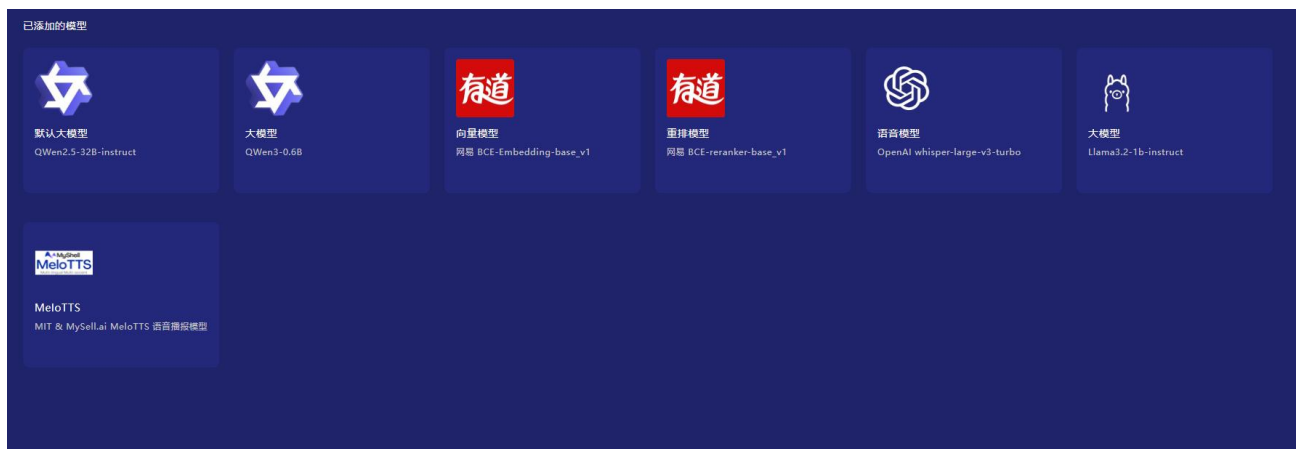 已添加的模型
有道
有道
默认大模型
QWen2.5-32B-instruct
大模型
QWen3-0.6B
向量模型
网易 BCE-Embedding-base_v1
重排模型
网易 BCE-reranker-base_v1
语音模型
OpenAI whisper-large-v3-turbo
大模型
Llama3.2-1b-instruct
MyShell
MeloTTS
MeloTTS
MIT & MySell.ai MeloTTS 语音播报模型